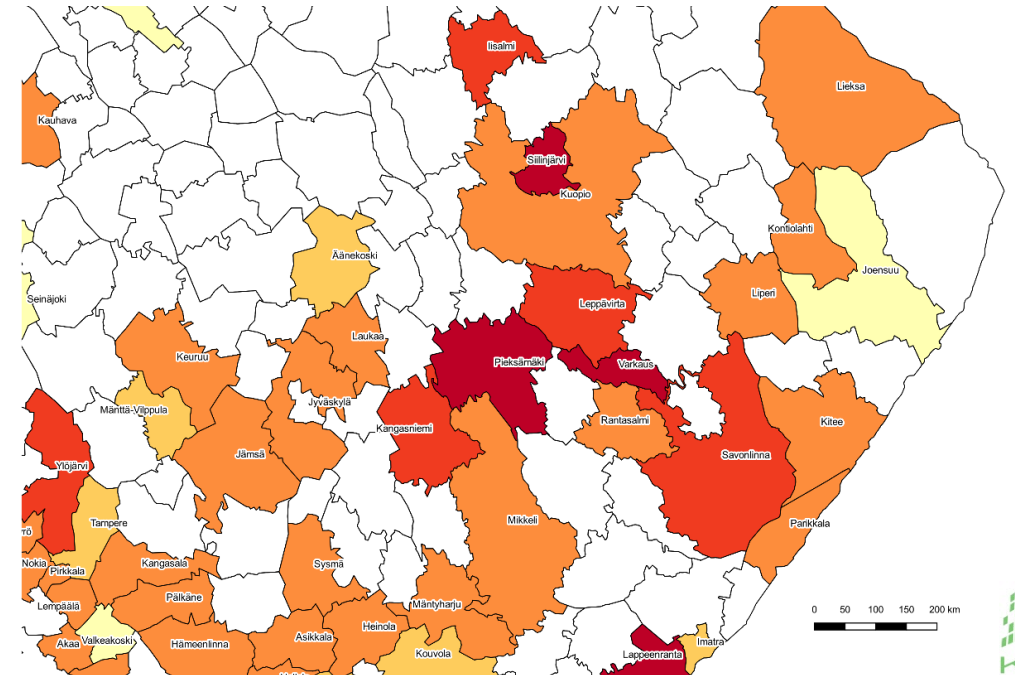 Iisalmi
Lieksa
Kauhava
Siilinjärvi
Kuopio
Kontiolahti
Äänekoski
Joensuu
Seinäjoki
Liperi
Leppävirta
Laukaa
Keuruu
Pieksämäki
Varkaus
Jyväskylä
Mänttä-Vilppula
Rantasalmi
Kitee
Kangasniemi
Jämsä
Savonlinna
Ylöjärvi
Tampere
Mikkeli
Parikkala
rö
Nokia
Kangasala
Sysmä
Pirkkala
Pälkäne
Lempäälä
Mäntyharju
0 50 100 150 200 km
Heinola
Asikkala
Valkeakoski
Akaa
Hämeenlinna
Imatra
Kouvola
Lappeenranta